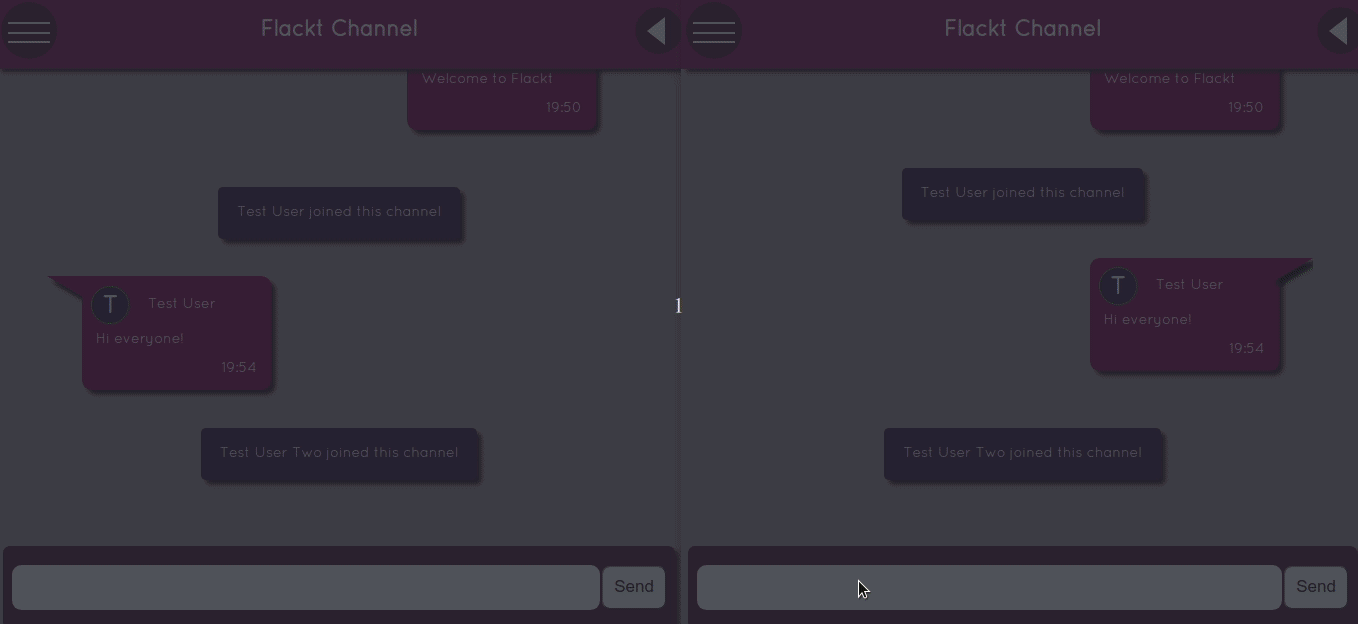 Flackt Channel
Welcome to Flackt
19:50
Test User joined this channel
T
Test User
Hi everyone!
19:54
Test User Two joined this channel
Send
1
Flackt Channel
Welcome to Flackt
19:50
Test User joined this channel
T
Test User
Hi everyone!
19:54
Test User Two joined this channel
Send